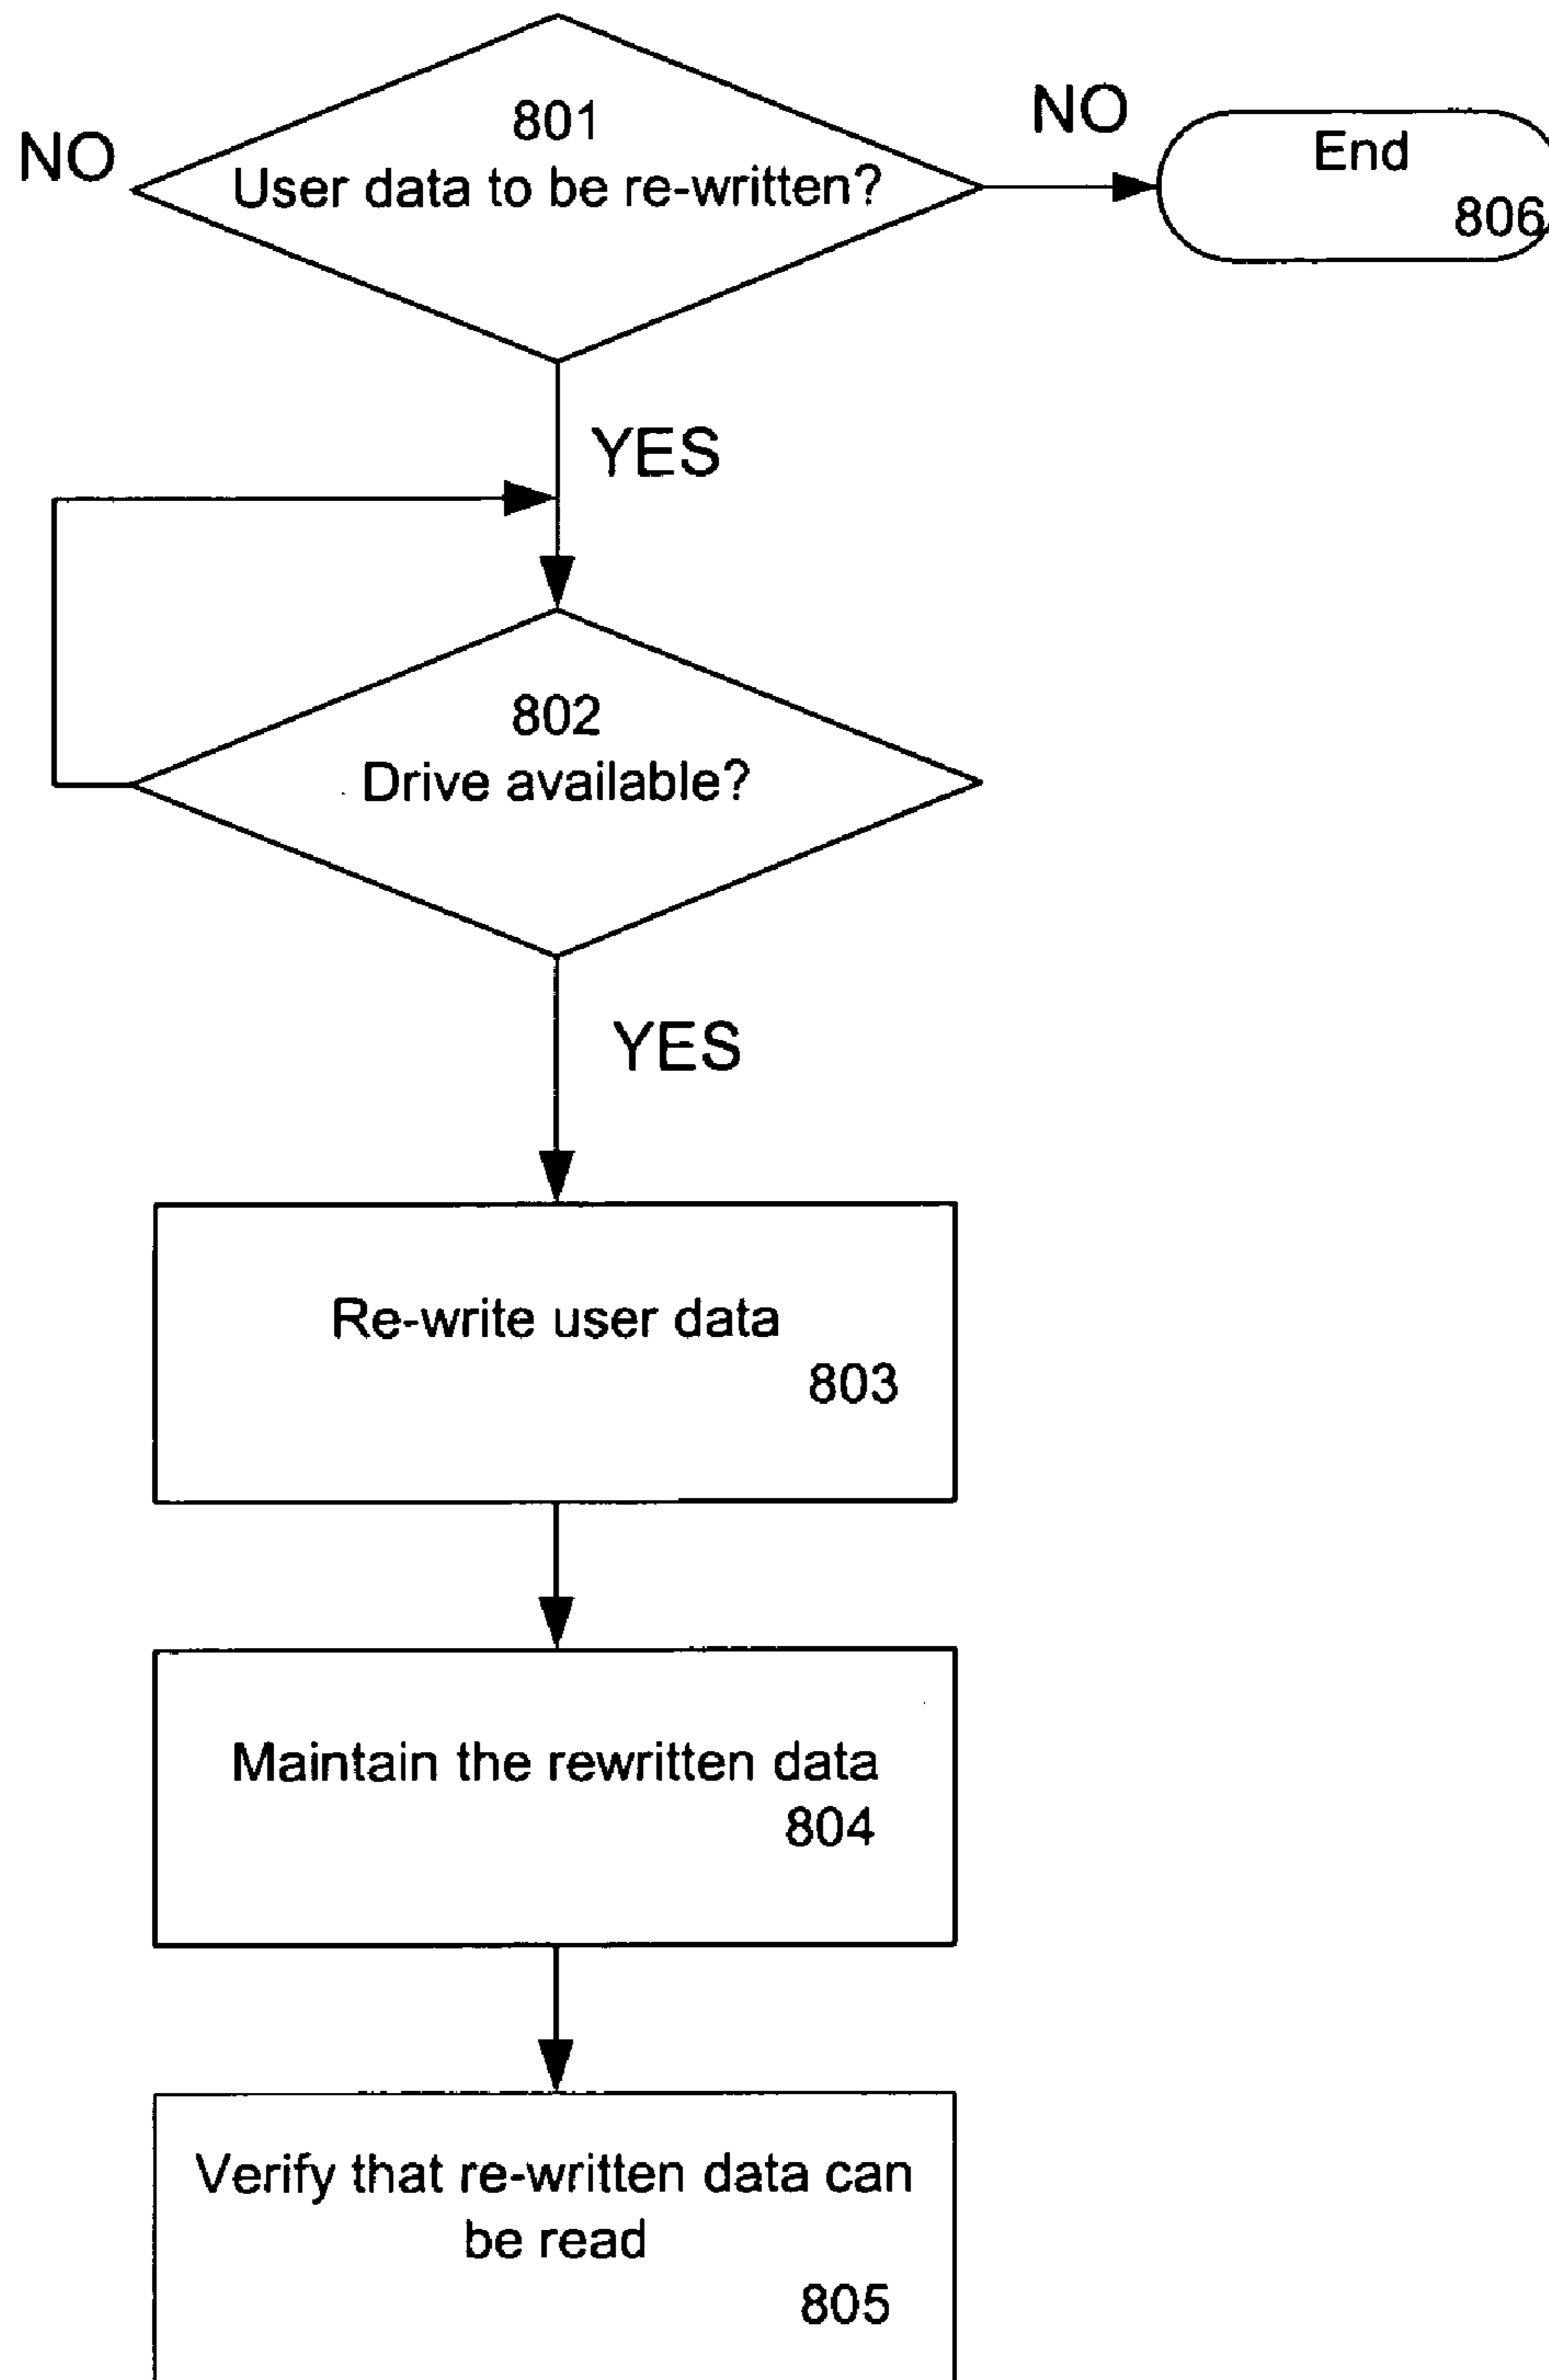 801
User data to be re-written?
NO
NO
End
806
YES
802
Drive available?
YES
Re-write user data
803
Maintain the rewritten data
804
Verify that re-written data can
be read
805